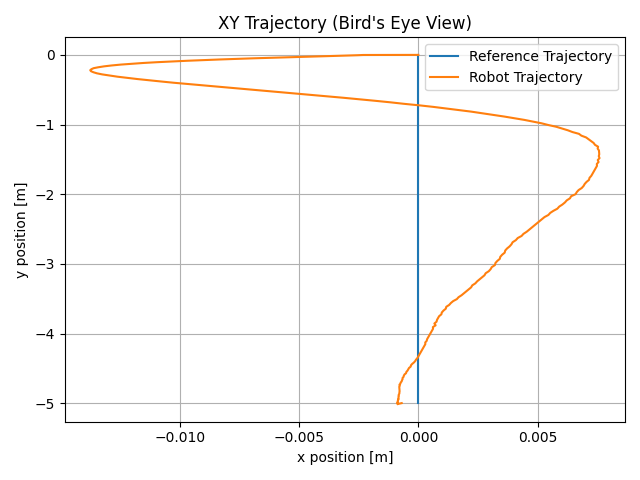 XY Trajectory (Bird's Eye View)
Reference Trajectory
Robot Trajectory
y position [m]
0
−1
−2
−3
−4
−5
−0.010
−0.005
0.000
0.005
x position [m]